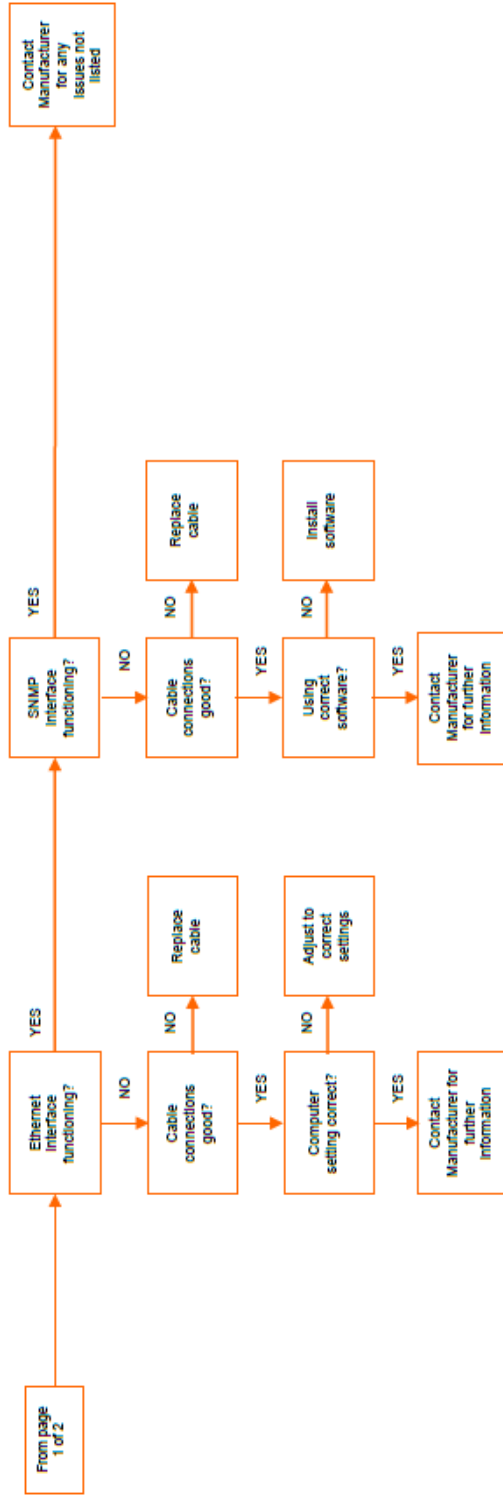 From page
1 of 2
Ethernet
Interface
functioning?
YES
SNMP
Interface
functioning?
YES
Contact
Manufacturer
for any
Issues not
listed
NO
Cable
connections
good?
NO
Replace
cable
YES
Computer
setting correct?
NO
Adjust to
correct
settings
YES
Contact
Manufacturer for
further
Information
NO
Cable
connections
good?
NO
Replace
cable
YES
Using
correct
software?
NO
Install
software
YES
Contact
Manufacturer
for further
Information